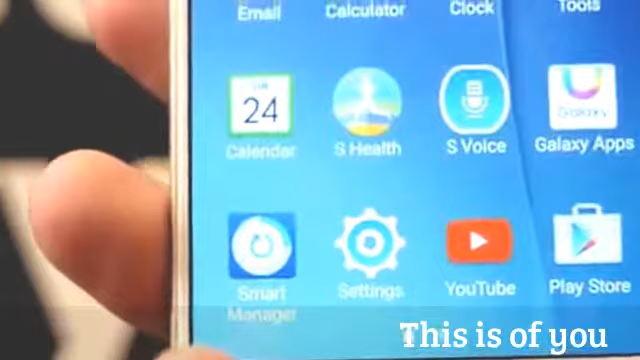 Email Calculator Clock Tools
24
Galaxy
Calendar S Health S Voice Galaxy Apps
Smart Settings YouTube Play Store
Manager
This is of you